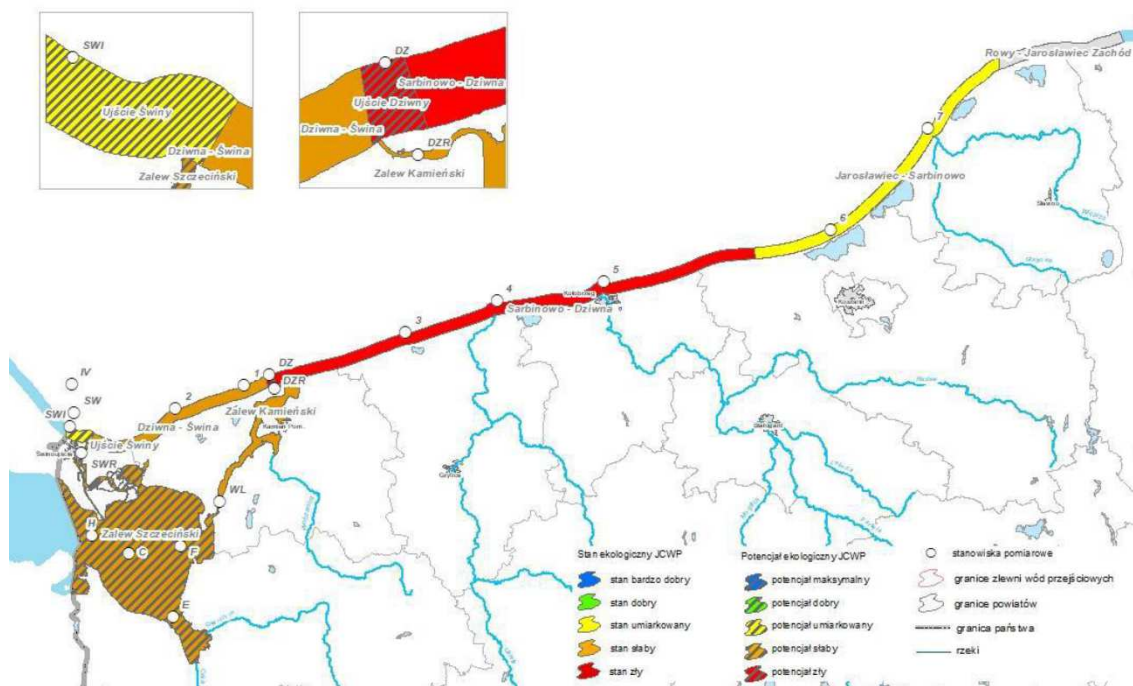 SWI
Ujście Świny
Dziwna - Świna
Zalew Szczeciński
DZ
Sarbinowo - Dziwna
Ujście Dziwny
Dziwna - Świna
DZR
Zalew Kamieński
Rowy - Jarosławiec Zachód
7
Jarosławiec - Sarbinowo
6
5
4
Sarbinowo - Dziwna
3
DZ
1
DZR
2
IV
SW
SWI
Dziwna - Świna
Zalew Kamieński
Ujście Świny
SWR
WL
H
Zalew Szczeciński
C
F
E
Stan ekologiczny JCWP
stan bardzo dobry
stan dobry
stan umiarkowany
stan słaby
stan zły
Potencjał ekologiczny JCWP
potencjał maksymalny
potencjał dobry
potencjał umiarkowany
potencjał słaby
potencjał zły
stanowiska pomiarowe
granice zlewni wód przejściowych
granice powiatów
granica państwa
rzeki